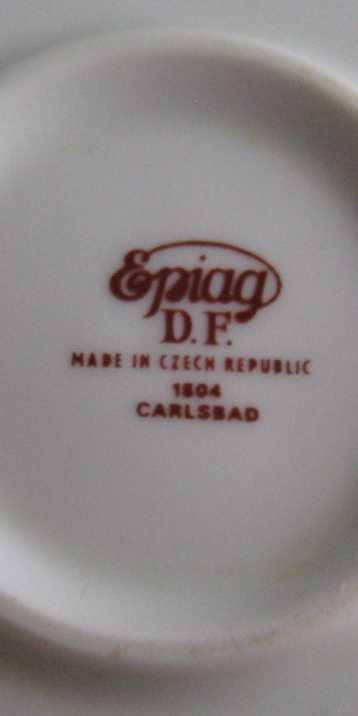 Epiag
D.F.
MADE IN CZECH REPUBLIC
1804
CARLSBAD